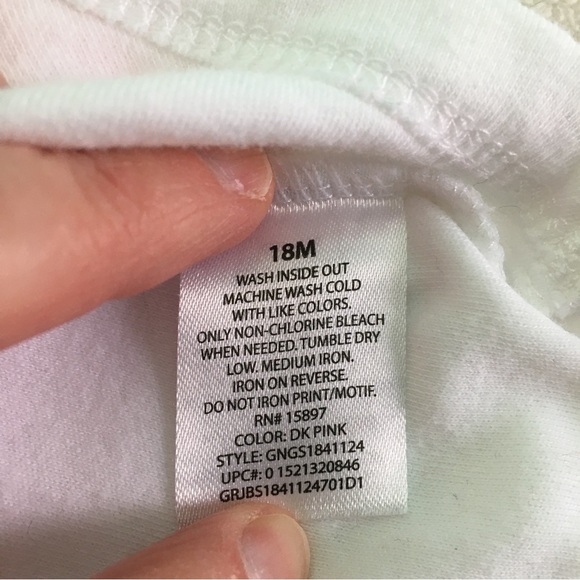 18M
WASH INSIDE OUT
MACHINE WASH COLD
WITH LIKE COLORS.
ONLY NON-CHLORINE BLEACH
WHEN NEEDED. TUMBLE DRY
LOW. MEDIUM IRON.
IRON ON REVERSE.
DO NOT IRON PRINT/MOTIF.
RN# 15897
COLOR: DK PINK
STYLE: GNGS1841124
UPC#: 0 1521320846
GRJBS1841124701D1